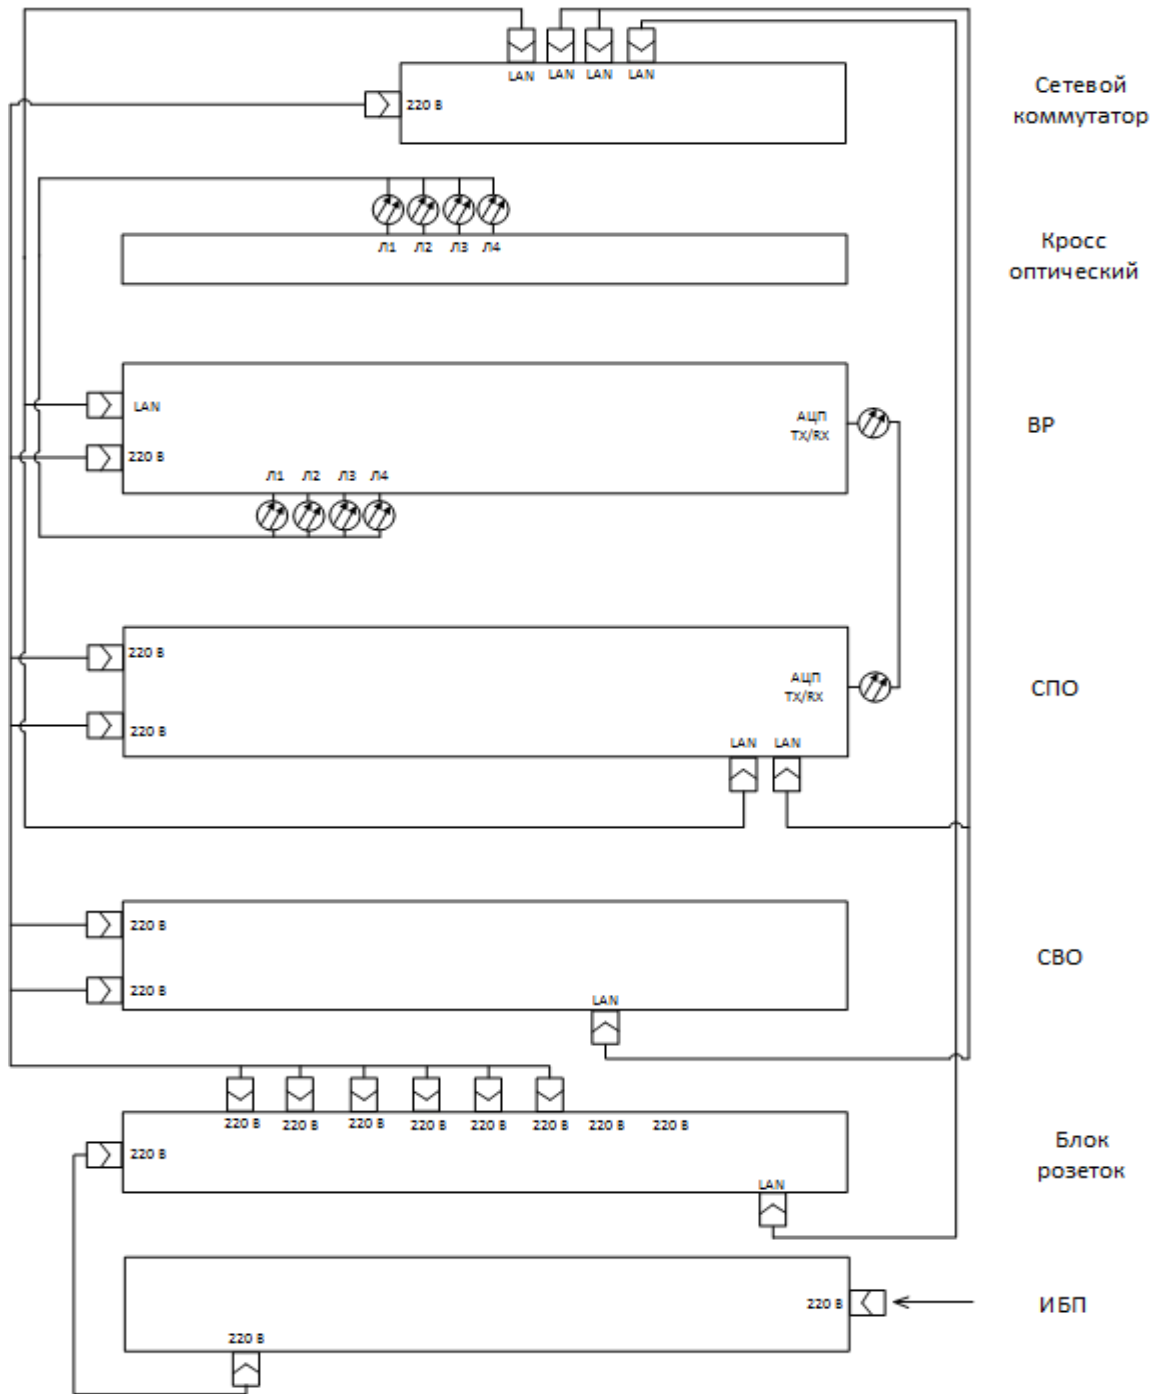 LAN LAN LAN LAN
220 В
Сетевой
коммутатор
Л1 Л2 Л3 Л4
Кросс
оптический
LAN
АЦП
TX/RX
ВР
220 В
Л1 Л2 Л3 Л4
220 В
АЦП
TX/RX
СПО
220 В
LAN LAN
220 В
СВО
220 В
LAN
220 В 220 В 220 В 220 В 220 В 220 В 220 В 220 В
220 В
Блок
розеток
LAN
220 В
ИБП
220 В